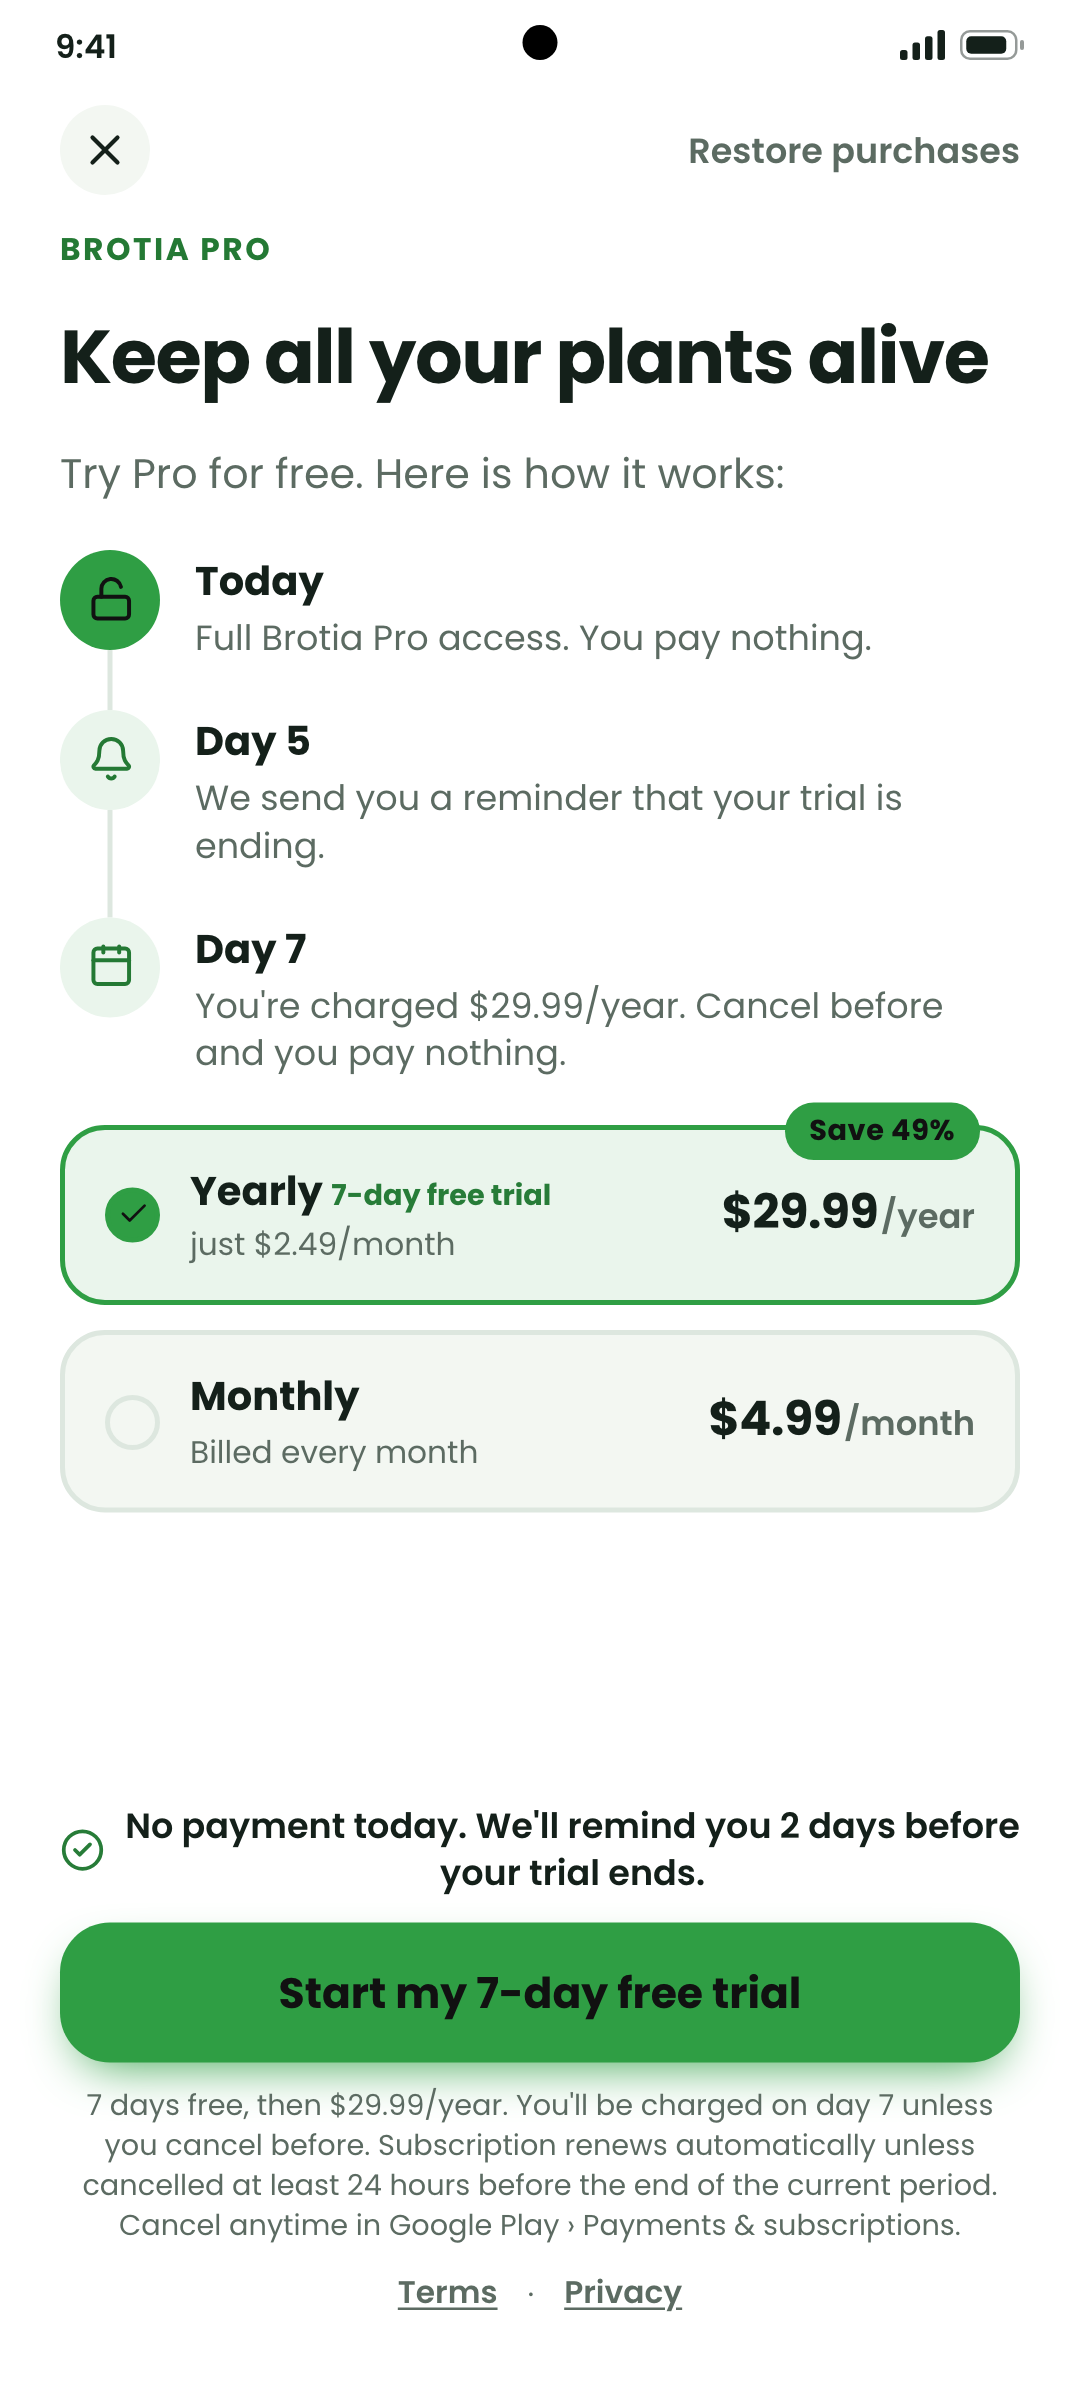 9:41
Restore purchases
BROTIA PRO
Keep all your plants alive
Try Pro for free. Here is how it works:
Today
Full Brotia Pro access. You pay nothing.
Day 5
We send you a reminder that your trial is
ending.
Day 7
You're charged $29.99/year. Cancel before
and you pay nothing.
Save 49%
Yearly 7-day free trial
just $2.49/month
$29.99/year
Monthly
Billed every month
$4.99/month
No payment today. We'll remind you 2 days before
your trial ends.
Start my 7-day free trial
7 days free, then $29.99/year. You'll be charged on day 7 unless
you cancel before. Subscription renews automatically unless
cancelled at least 24 hours before the end of the current period.
Cancel anytime in Google Play › Payments & subscriptions.
Terms · Privacy